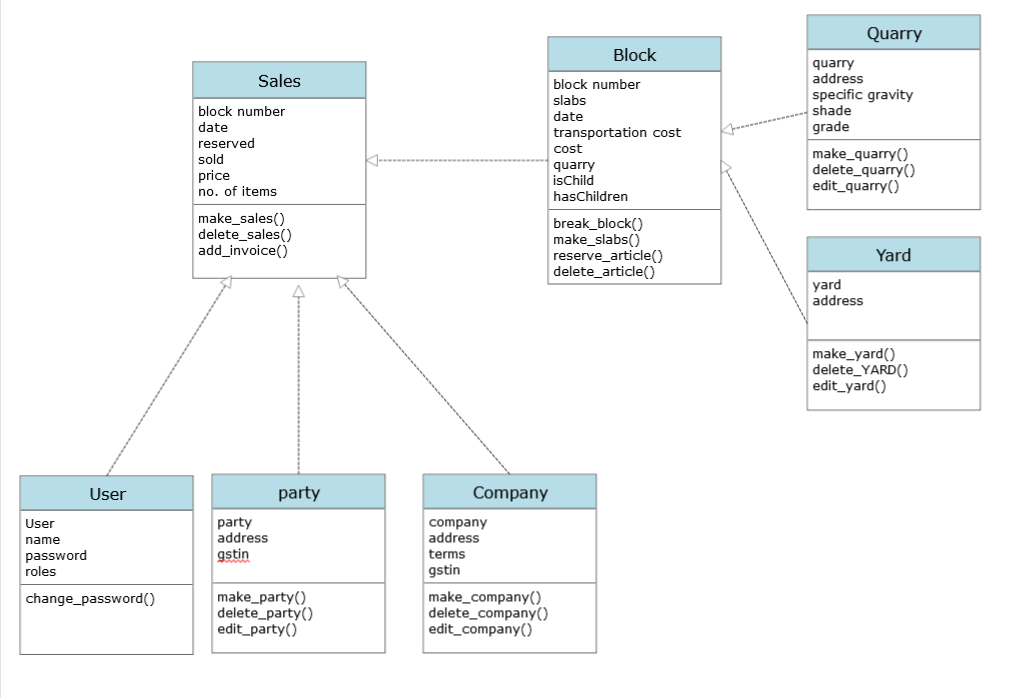 Sales
block number
date
reserved
sold
price
no. of items
make_sales()
delete_sales()
add_invoice()
Block
block number
slabs
date
transportation cost
cost
quarry
isChild
hasChildren
break_block()
make_slabs()
reserve_article()
delete_article()
Quarry
quarry
address
specific gravity
shade
grade
make_quarry()
delete_quarry()
edit_quarry()
Yard
yard
address
make_yard()
delete_YARD()
edit_yard()
User
User
name
password
roles
change_password()
party
party
address
gstin
make_party()
delete_party()
edit_party()
Company
company
address
terms
gstin
make_company()
delete_company()
edit_company()